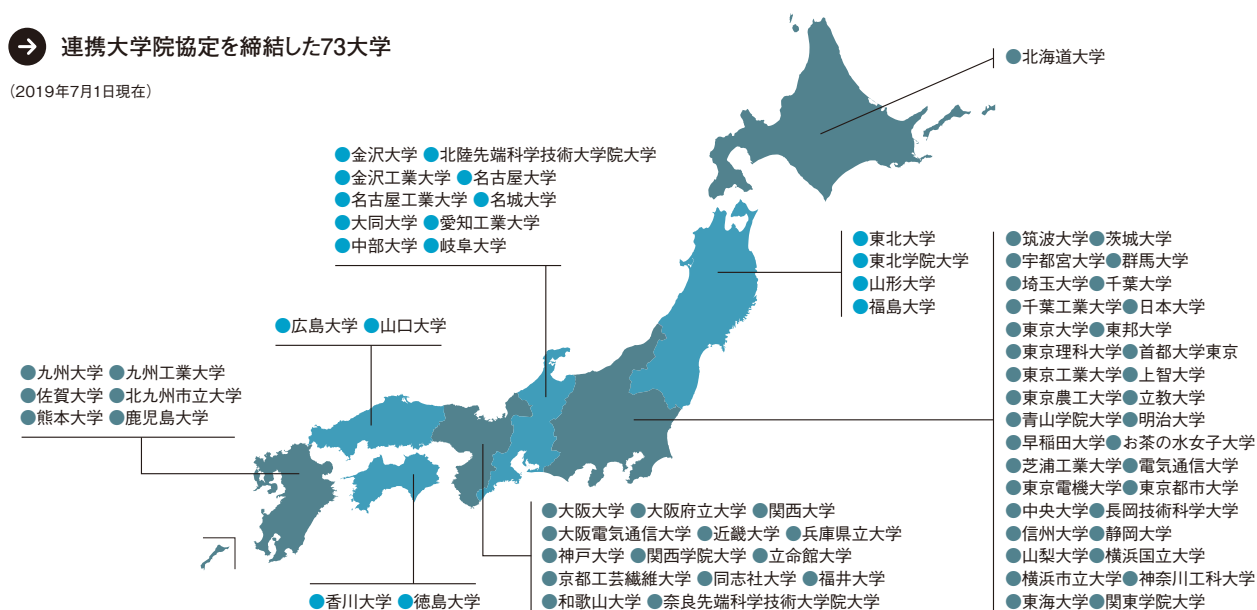 連携大学院協定を締結した73大学
(2019年7月1日現在)
●北海道大学
●金沢大学 ●北陸先端科学技術大学院大学
●金沢工業大学 ●名古屋大学
●名古屋工業大学 ●名城大学
●大同大学 ●愛知工業大学
●中部大学 ●岐阜大学
●東北大学
●東北学院大学
●山形大学
●福島大学
●筑波大学●茨城大学
●宇都宮大学●群馬大学
●埼玉大学●千葉大学
●千葉工業大学●日本大学
●東京大学●東邦大学
●東京理科大学●首都大学東京
●東京工業大学●上智大学
●東京農工大学●立教大学
●青山学院大学●明治大学
●早稲田大学●お茶の水女子大学
●芝浦工業大学●電気通信大学
●東京電機大学●東京都市大学
●中央大学●長岡技術科学大学
●信州大学●静岡大学
●山梨大学●横浜国立大学
●横浜市立大学●神奈川工科大学
●東海大学●関東学院大学
●広島大学 ●山口大学
●九州大学 ●九州工業大学
●佐賀大学 ●北九州市立大学
●熊本大学 ●鹿児島大学
●大阪大学 ●大阪府立大学 ●関西大学
●大阪電気通信大学 ●近畿大学 ●兵庫県立大学
●神戸大学 ●関西学院大学 ●立命館大学
●京都工芸繊維大学 ●同志社大学 ●福井大学
●和歌山大学 ●奈良先端科学技術大学院大学
●香川大学 ●徳島大学